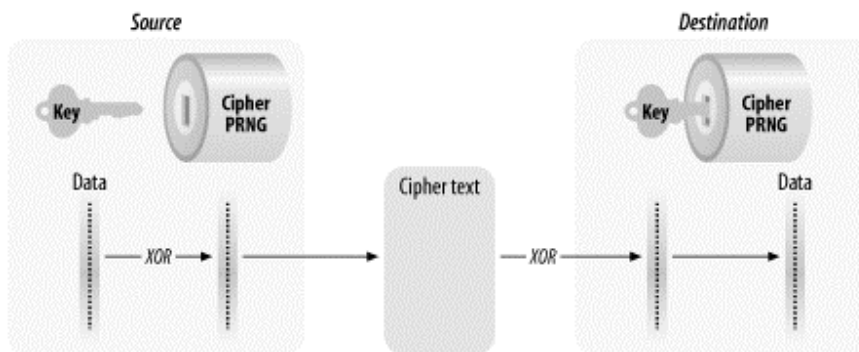 Source
Destination
Key
Cipher
PRNG
Key
Cipher
PRNG
Data
Cipher text
Data
XOR
XOR